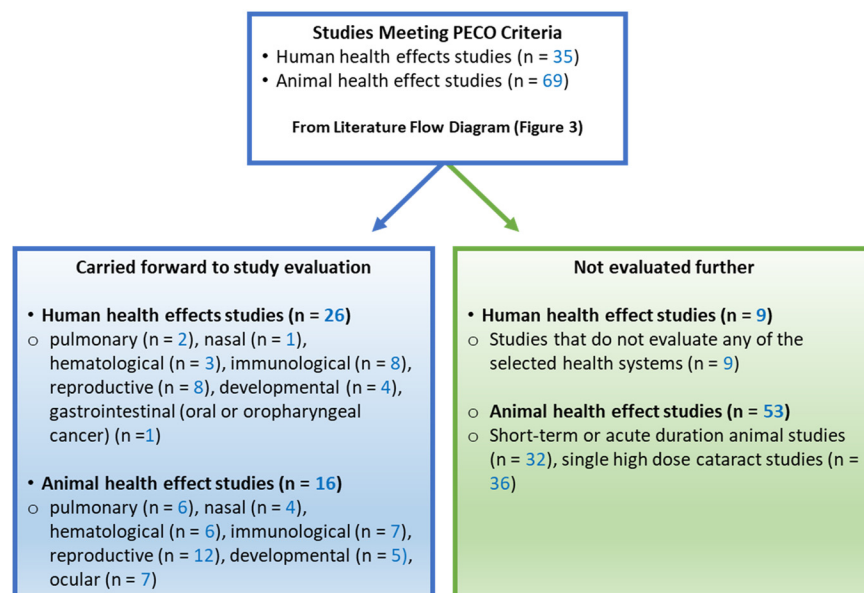 Studies Meeting PECO Criteria
• Human health effects studies (n = 35)
• Animal health effect studies (n = 69)
From Literature Flow Diagram (Figure 3)
Carried forward to study evaluation
• Human health effects studies (n = 26)
o pulmonary (n = 2), nasal (n = 1),
hematological (n = 3), immunological (n = 8),
reproductive (n = 8), developmental (n = 4),
gastrointestinal (oral or oropharyngeal
cancer) (n =1)
• Animal health effect studies (n = 16)
o pulmonary (n = 6), nasal (n = 4),
hematological (n = 6), immunological (n = 7),
reproductive (n = 12), developmental (n = 5),
ocular (n = 7)
Not evaluated further
• Human health effect studies (n = 9)
o Studies that do not evaluate any of the
selected health systems (n = 9)
o Animal health effect studies (n = 53)
o Short-term or acute duration animal studies
(n = 32), single high dose cataract studies (n =
36)